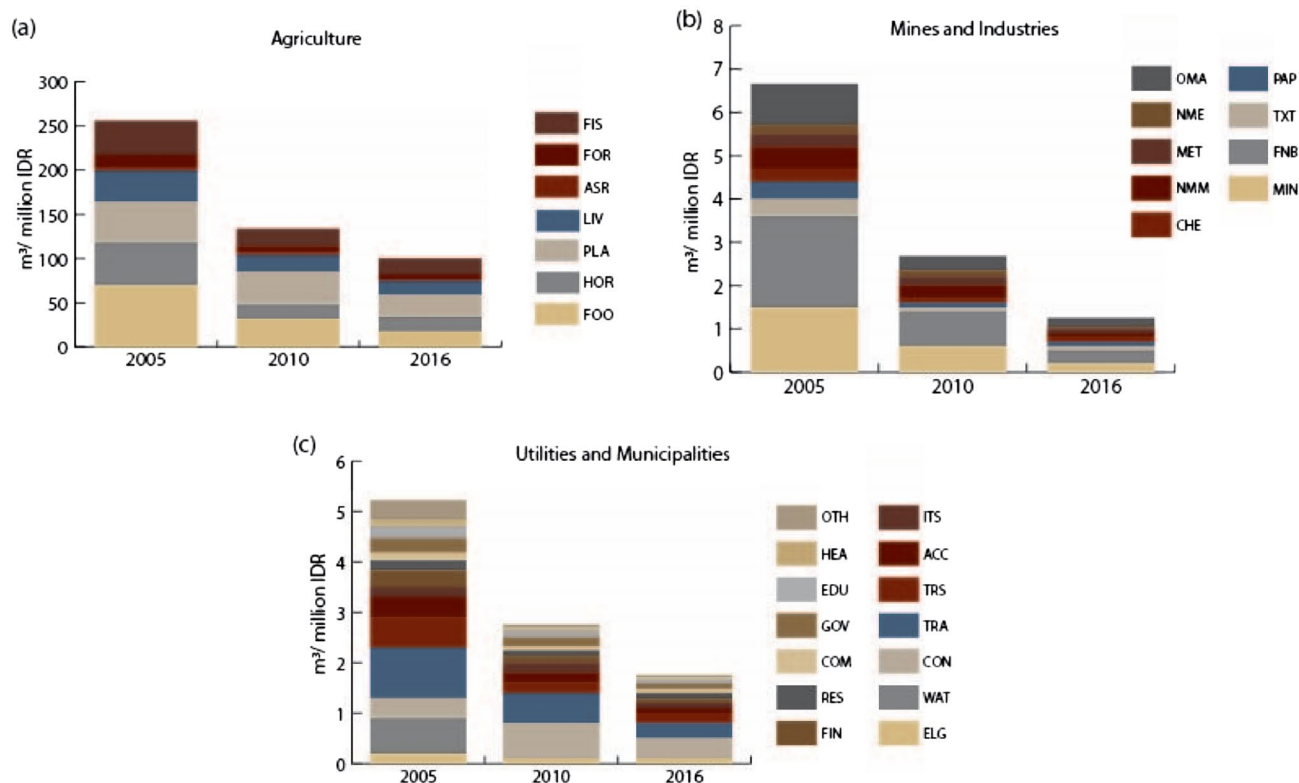 (a)
Agriculture
m³/ million IDR
300
250
200
150
100
50
0
2005
2010
2016
FIS
FOR
ASR
LIV
PLA
HOR
FOO
(b)
Mines and Industries
m³/ million IDR
8
7
6
5
4
3
2
1
0
2005
2010
2016
OMA PAP
NME TXT
MET FNB
NMM MIN
CHE
(c)
Utilities and Municipalities
m³/ million IDR
6
5
4
3
2
1
0
2005
2010
2016
OTH ITS
HEA ACC
EDU TRS
GOV TRA
COM CON
RES WAT
FIN ELG